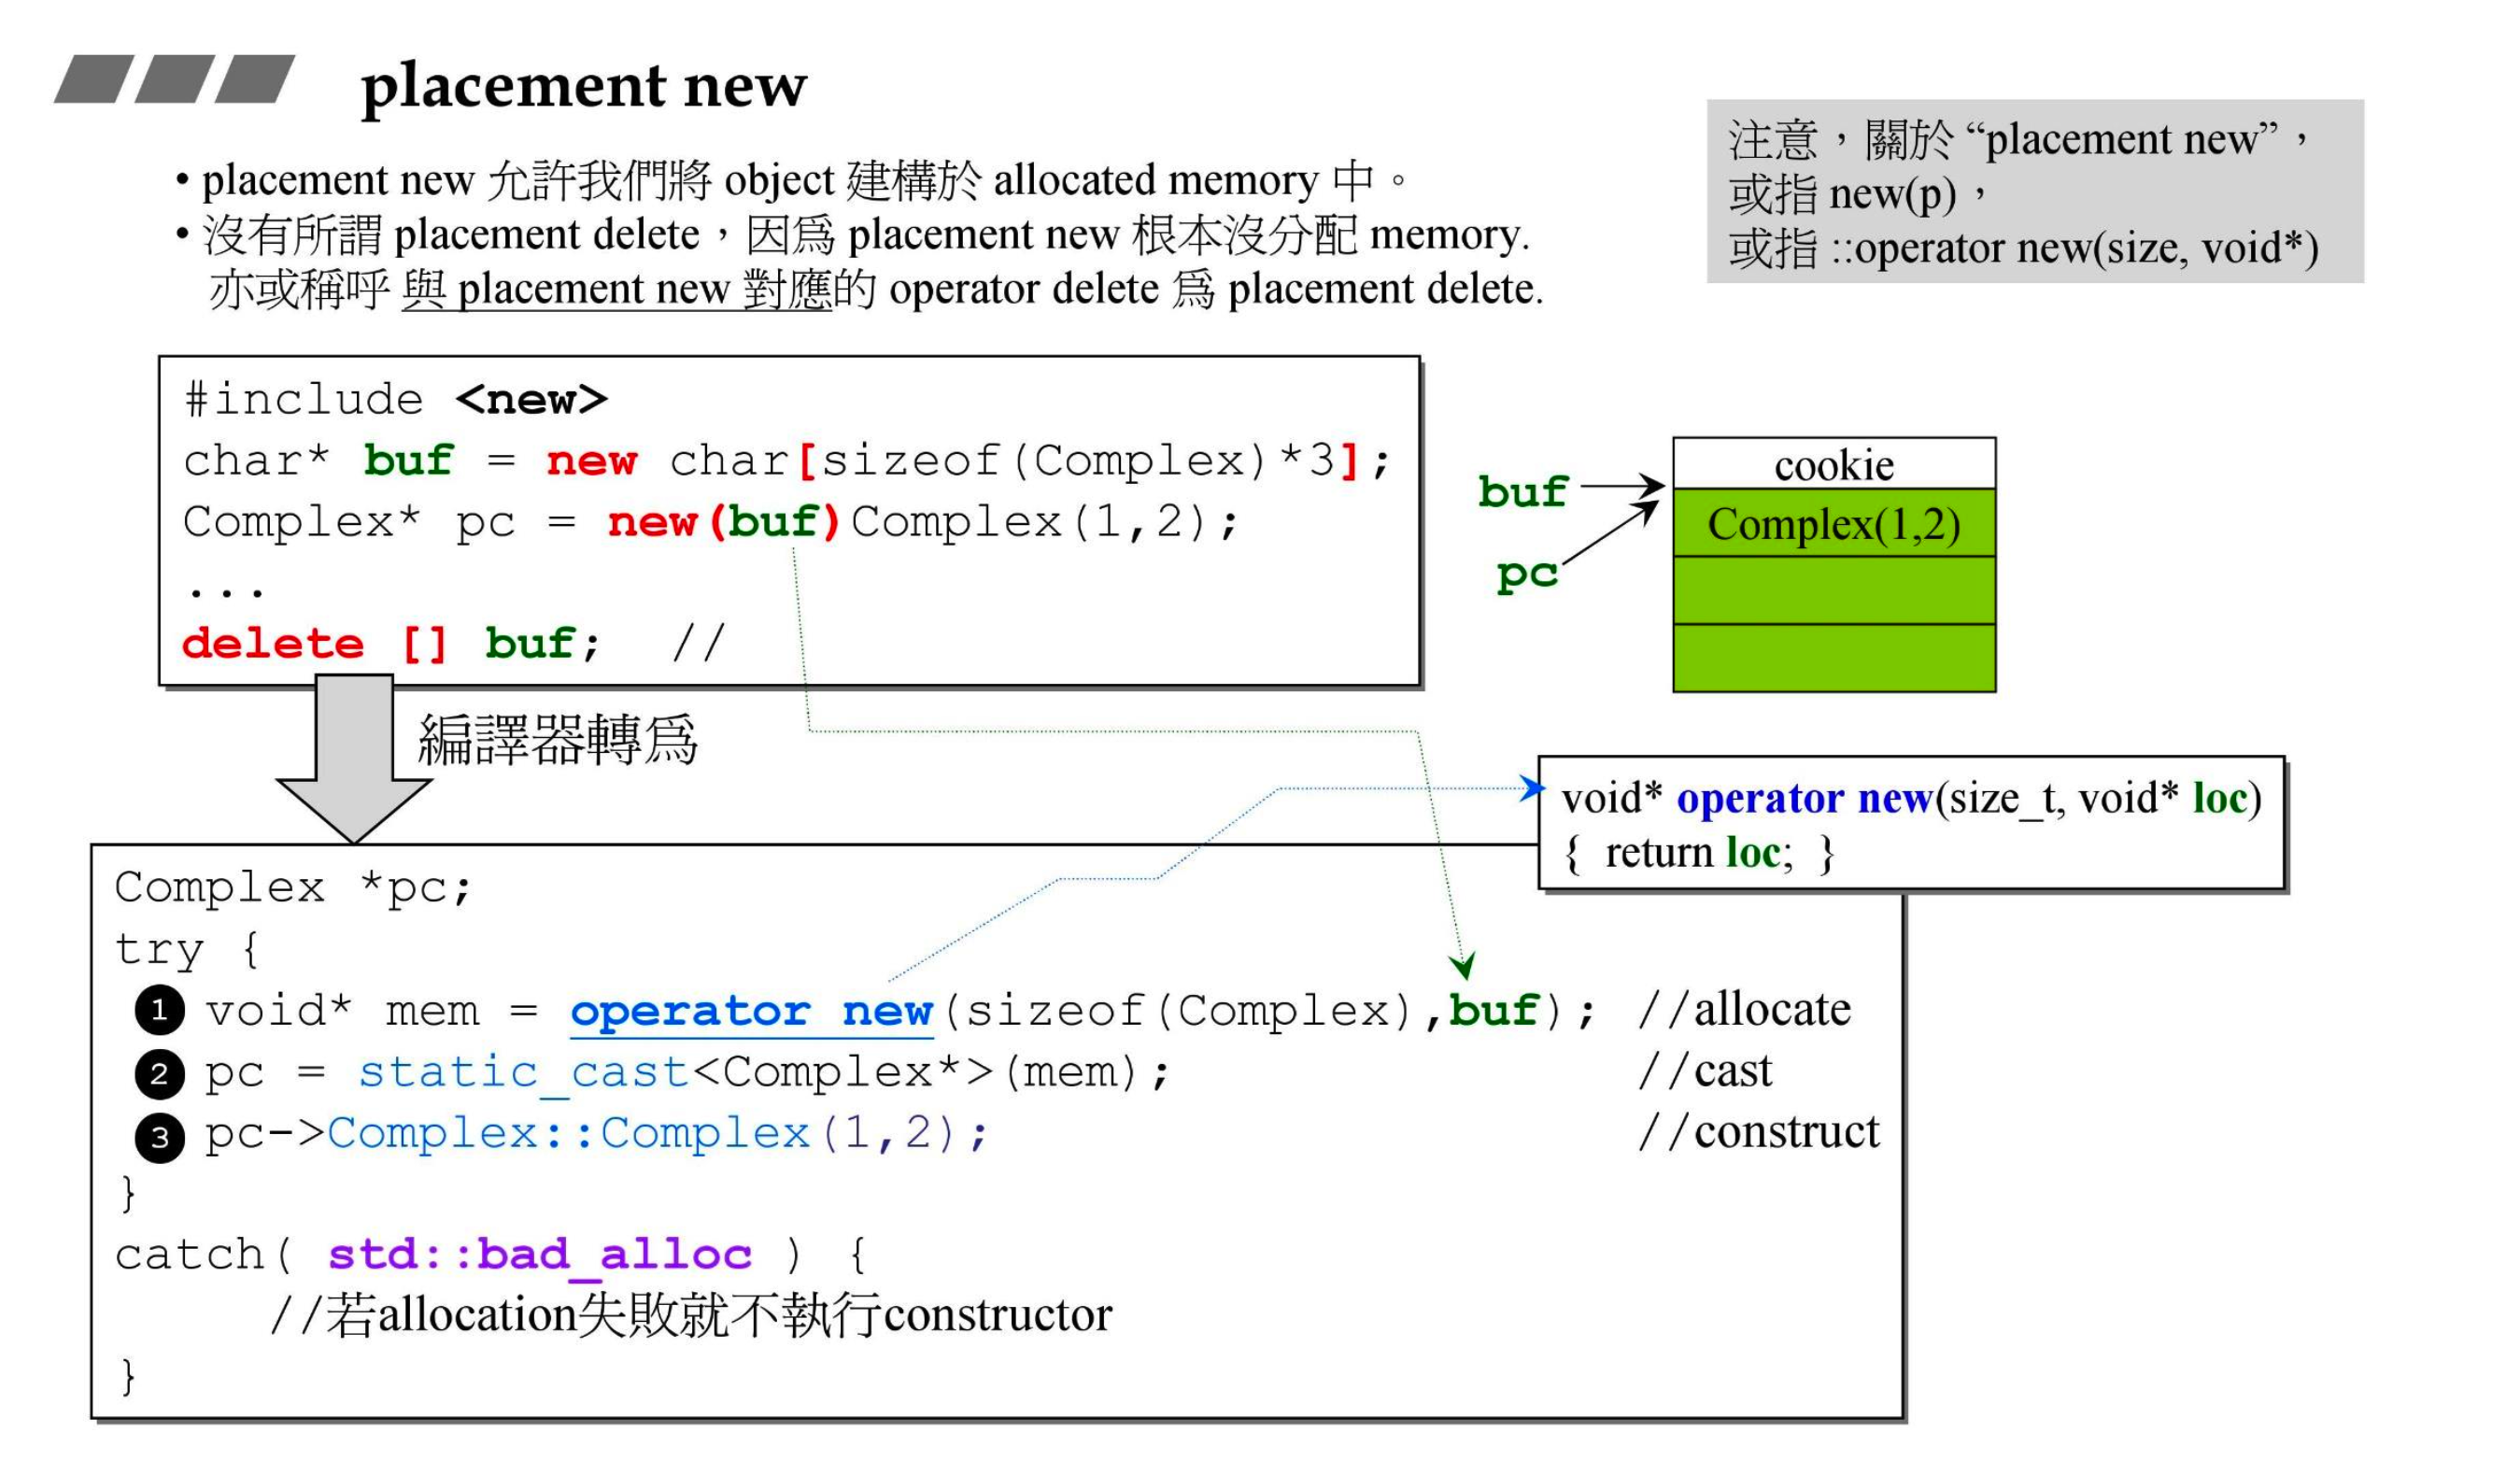 placement new
注意，關於 “placement new”，
或指 new(p)，
或指 ::operator new(size, void*)
• placement new 允許我們將 object 建構於 allocated memory 中。
• 沒有所謂 placement delete，因爲 placement new 根本沒分配 memory.
亦或稱呼 與 placement new 對應的 operator delete 爲 placement delete.
#include <new>
char* buf = new char[sizeof(Complex)*3];
Complex* pc = new(buf)Complex(1,2);
...
delete [] buf; //
buf
pc
cookie
Complex(1,2)
編譯器轉爲
void* operator new(size_t, void* loc)
{ return loc; }
Complex *pc;
try {
1 void* mem = operator new(sizeof(Complex),buf); //allocate
2 pc = static_cast<Complex*>(mem); //cast
3 pc->Complex::Complex(1,2); //construct
}
catch( std::bad_alloc ) {
//若allocation失敗就不執行constructor
}